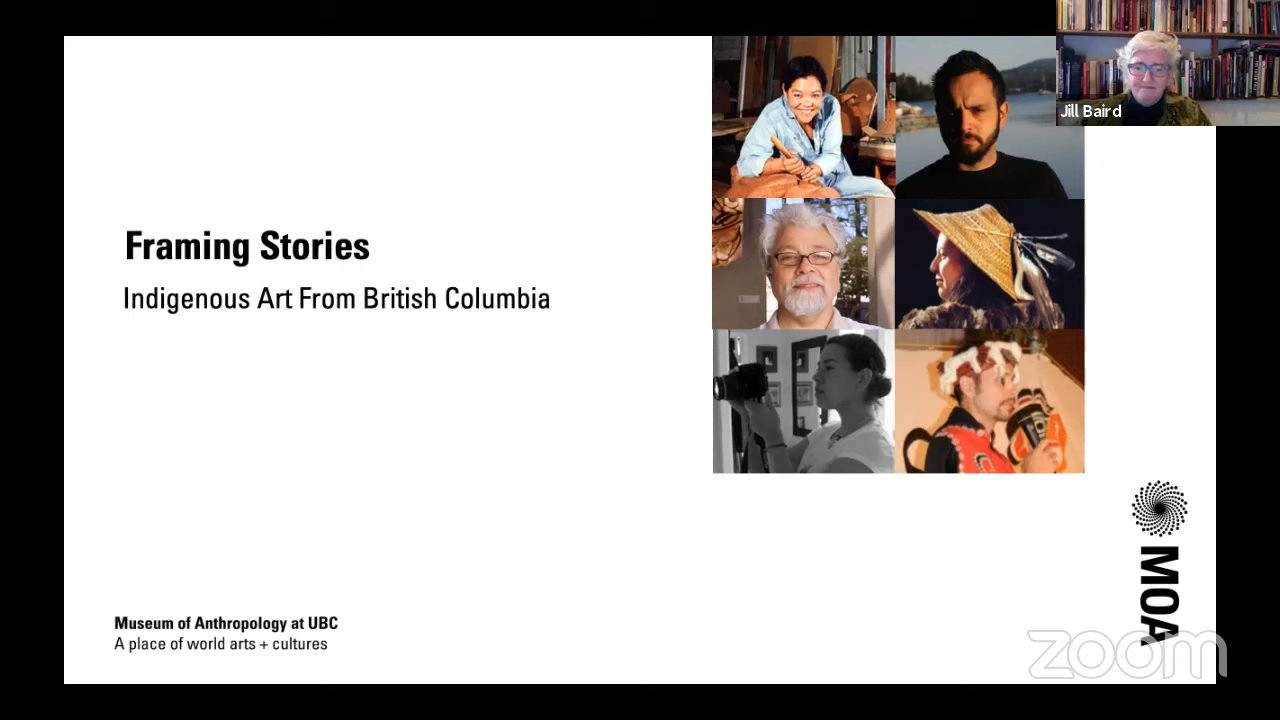 Jill Baird
Framing Stories
Indigenous Art From British Columbia
Museum of Anthropology at UBC
A place of world arts + cultures
MOA
zoom